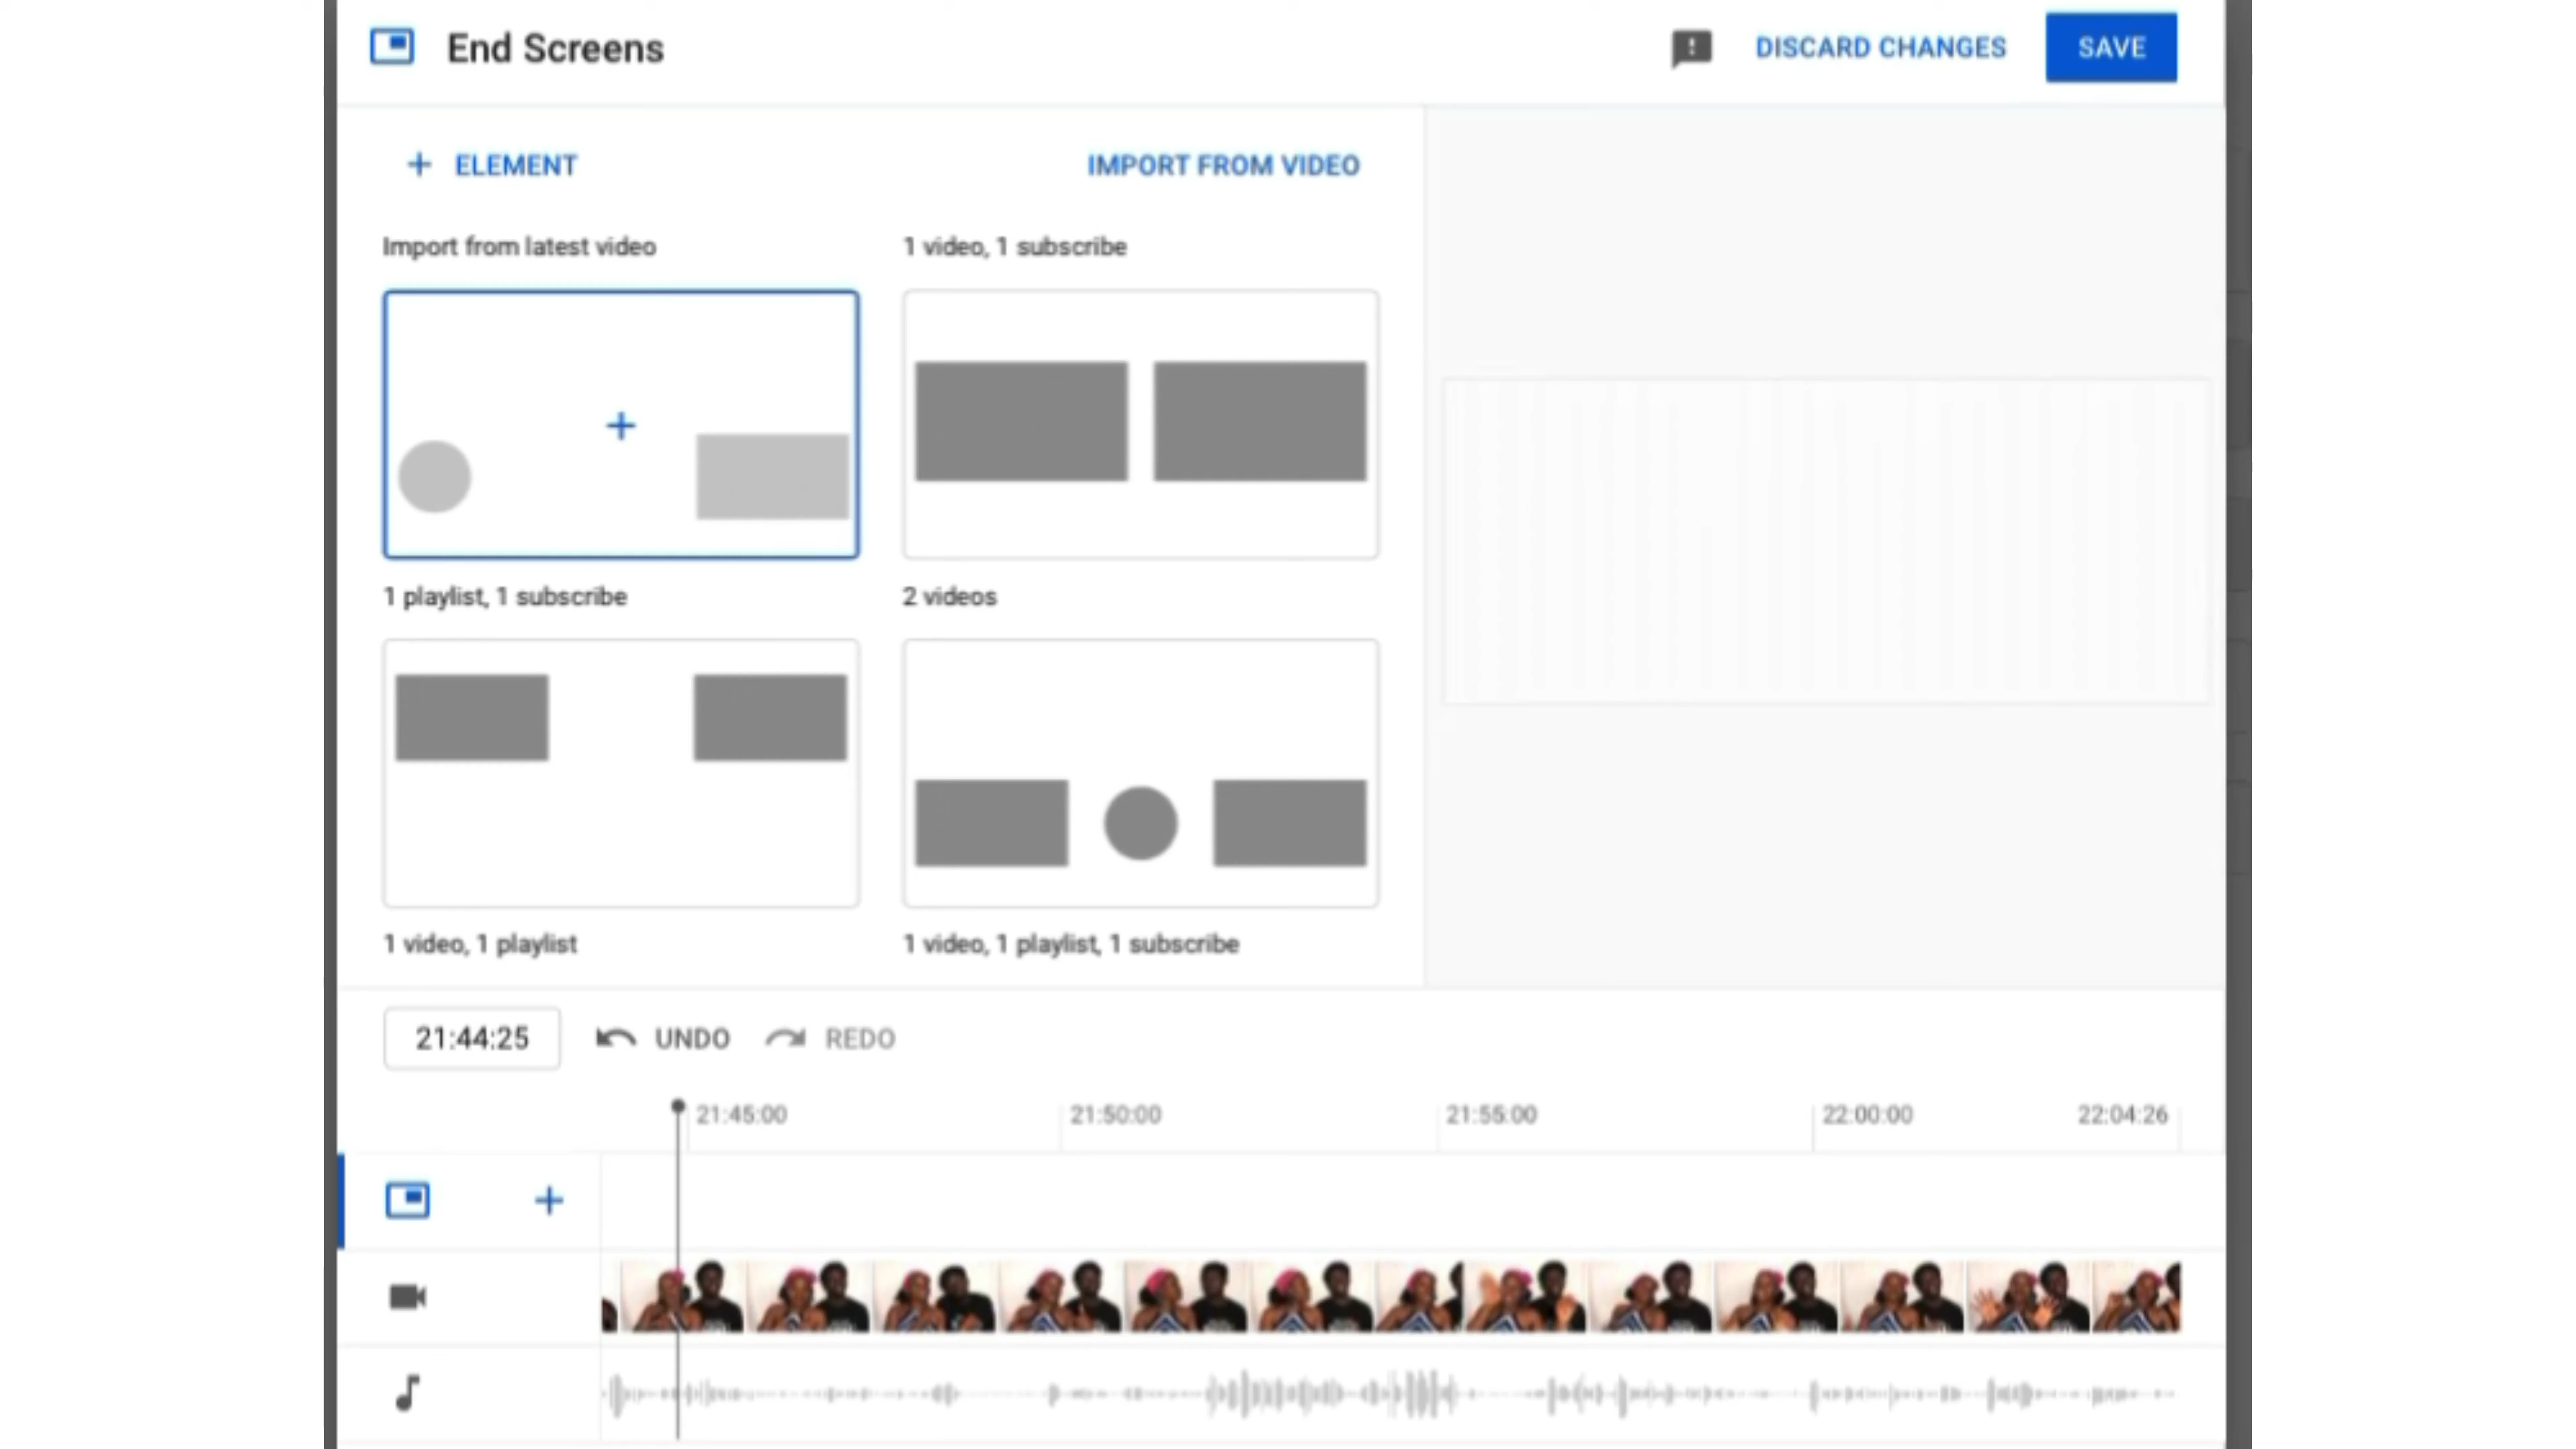 End Screens
DISCARD CHANGES
SAVE
+ ELEMENT
IMPORT FROM VIDEO
Import from latest video
1 video, 1 subscribe
1 playlist, 1 subscribe
2 videos
1 video, 1 playlist
1 video, 1 playlist, 1 subscribe
21:44:25
UNDO
REDO
21:45:00
21:50:00
21:55:00
22:00:00
22:04:26